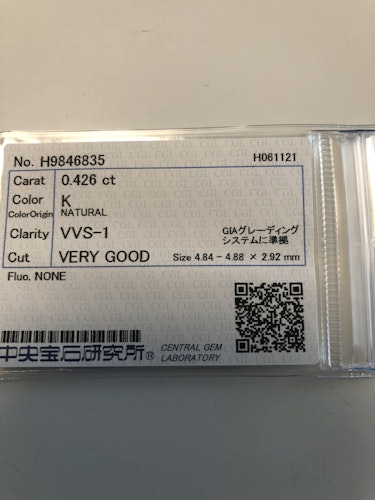 No. H9846835 H061121
Carat 0.426 ct
Color K
ColorOrigin NATURAL
Clarity VVS-1 GIAグレーディング
システムに準拠
Cut VERY GOOD Size 4.84 - 4.88 × 2.92 mm
Fluo. NONE
中央宝石研究所® CENTRAL GEM
LABORATORY